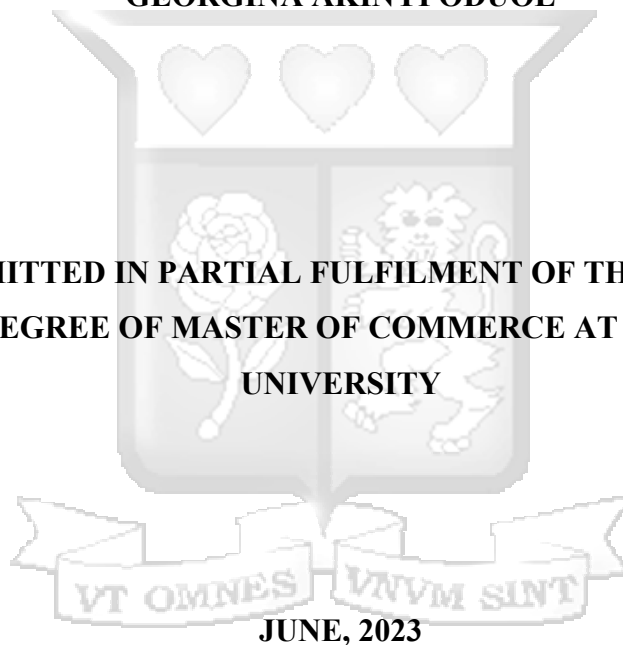 GEORGINA AKINYI ODUOL
MITTED IN PARTIAL FULFILMENT OF TH
EGREE OF MASTER OF COMMERCE AT
UNIVERSITY
VT OMNES VNVM SINT
JUNE, 2023